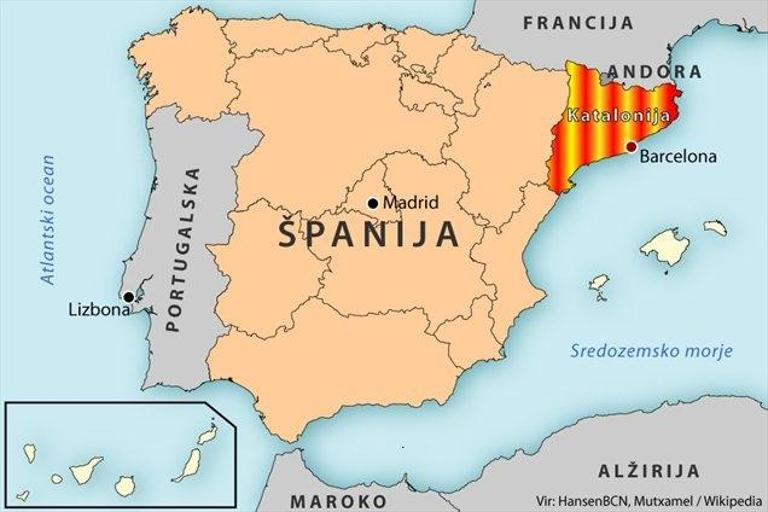 FRANCIJA
ANDORA
Katalonija
Barcelona
Atlantski ocean
Madrid
ŠPANIJA
PORTUGALSKA
Lizbona
Sredozemsko morje
ALŽIRIJA
MAROKO
Vir: HansenBCN, Mutxamel / Wikipedia